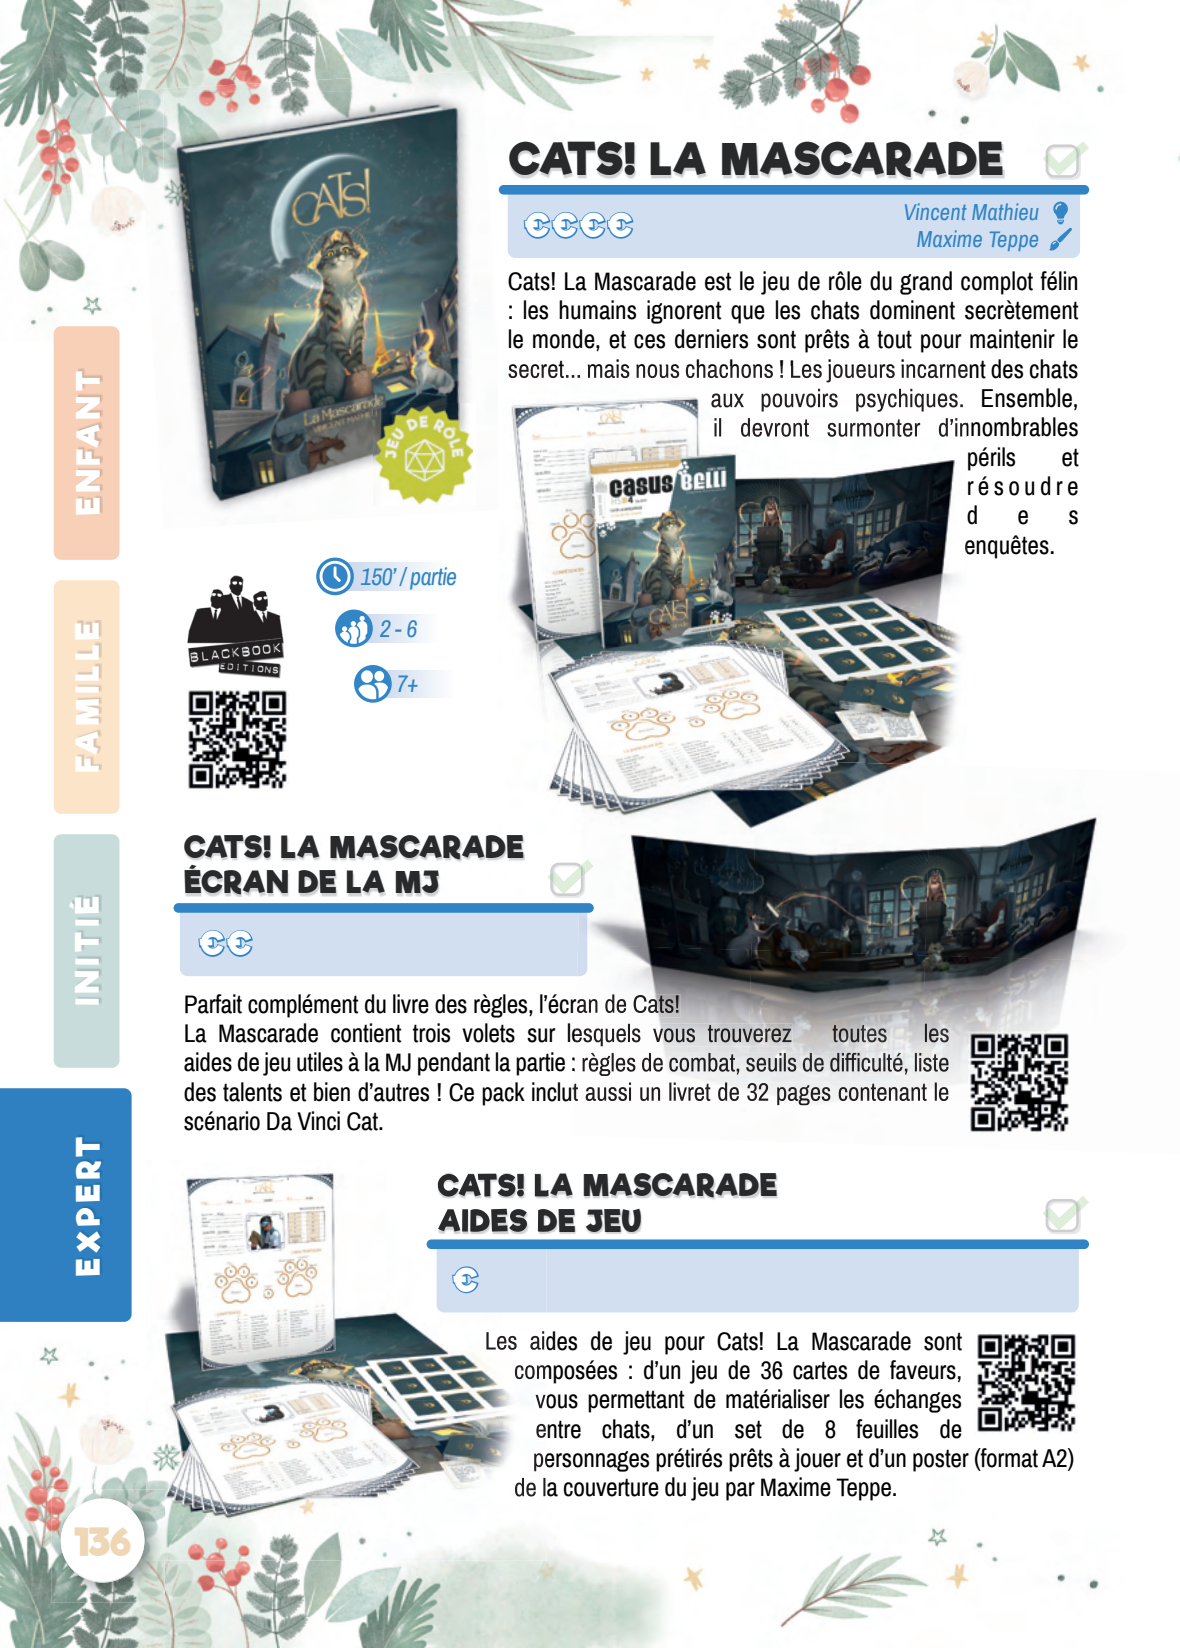 CATS! LA MASCARADE
Vincent Mathieu
Maxime Teppe
Cats! La Mascarade est le jeu de rôle du grand complot félin
: les humains ignorent que les chats dominent secrètement
le monde, et ces derniers sont prêts à tout pour maintenir le
secret... mais nous chachons ! Les joueurs incarnent des chats
aux pouvoirs psychiques. Ensemble,
il devront surmonter d'innombrables
périls et
résoudre
des
enquêtes.
CATS!
La Mascarade
VINCENT MATHIEU
JEU DE RÔLE
CASUS BELLI
CATS!
150' / partie
2 - 6
7+
BLACKBOOK
EDITIONS
ENFANT
FAMILLE
INITIÉ
EXPERT
CATS! LA MASCARADE
ÉCRAN DE LA MJ
Parfait complément du livre des règles, l'écran de Cats!
La Mascarade contient trois volets sur lesquels vous trouverez toutes les
aides de jeu utiles à la MJ pendant la partie : règles de combat, seuils de difficulté, liste
des talents et bien d'autres ! Ce pack inclut aussi un livret de 32 pages contenant le
scénario Da Vinci Cat.
CATS! LA MASCARADE
AIDES DE JEU
Les aides de jeu pour Cats! La Mascarade sont
composées : d'un jeu de 36 cartes de faveurs,
vous permettant de matérialiser les échanges
entre chats, d'un set de 8 feuilles de
personnages prétirés prêts à jouer et d'un poster (format A2)
de la couverture du jeu par Maxime Teppe.
136